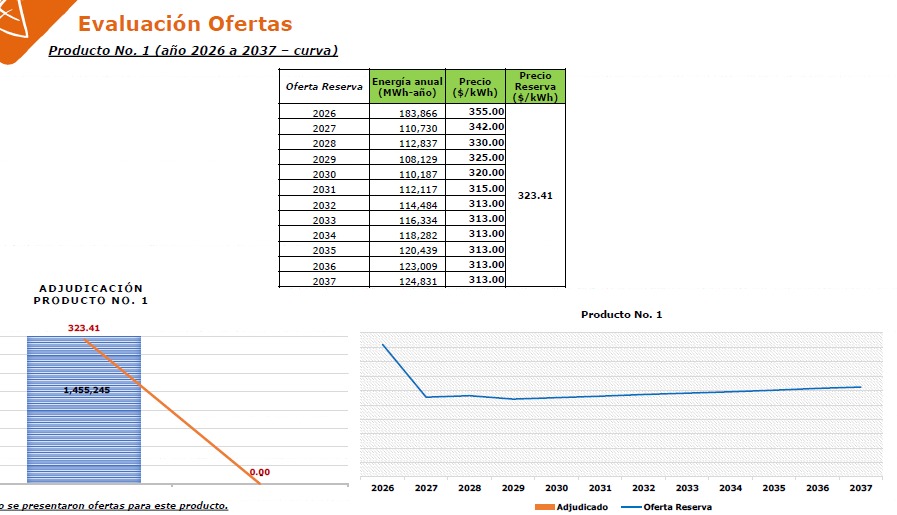 Evaluación Ofertas
Producto No. 1 (año 2026 a 2037 – curva)
Oferta Reserva Energía anual (MWh-año) Precio ($/kWh) Precio Reserva ($/kWh)
2026 183,866 355.00
2027 110,730 342.00
2028 112,837 330.00
2029 108,129 325.00
2030 110,187 320.00
2031 112,117 315.00
323.41
2032 114,484 313.00
2033 116,334 313.00
2034 118,282 313.00
2035 120,439 313.00
2036 123,009 313.00
2037 124,831 313.00
ADJUDICACIÓN
PRODUCTO NO. 1
323.41
1,455,245
0.00
o se presentaron ofertas para este producto.
Producto No. 1
2026 2027 2028 2029 2030 2031 2032 2033 2034 2035 2036 2037
Adjudicado Oferta Reserva